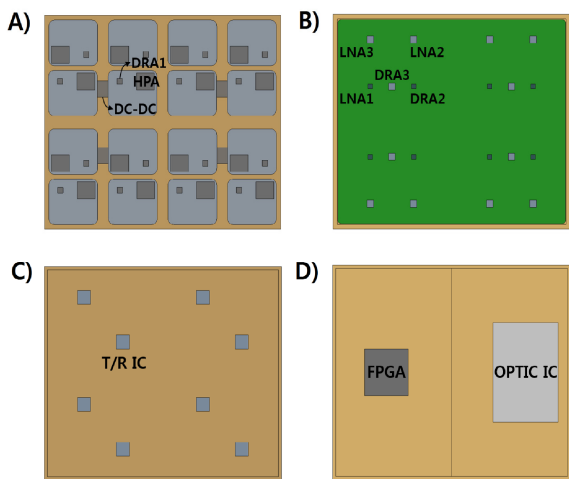 A)
DRA1
HPA
DC-DC
B)
LNA3 LNA2
DRA3
LNA1 DRA2
C)
T/R IC
D)
FPGA OPTIC IC